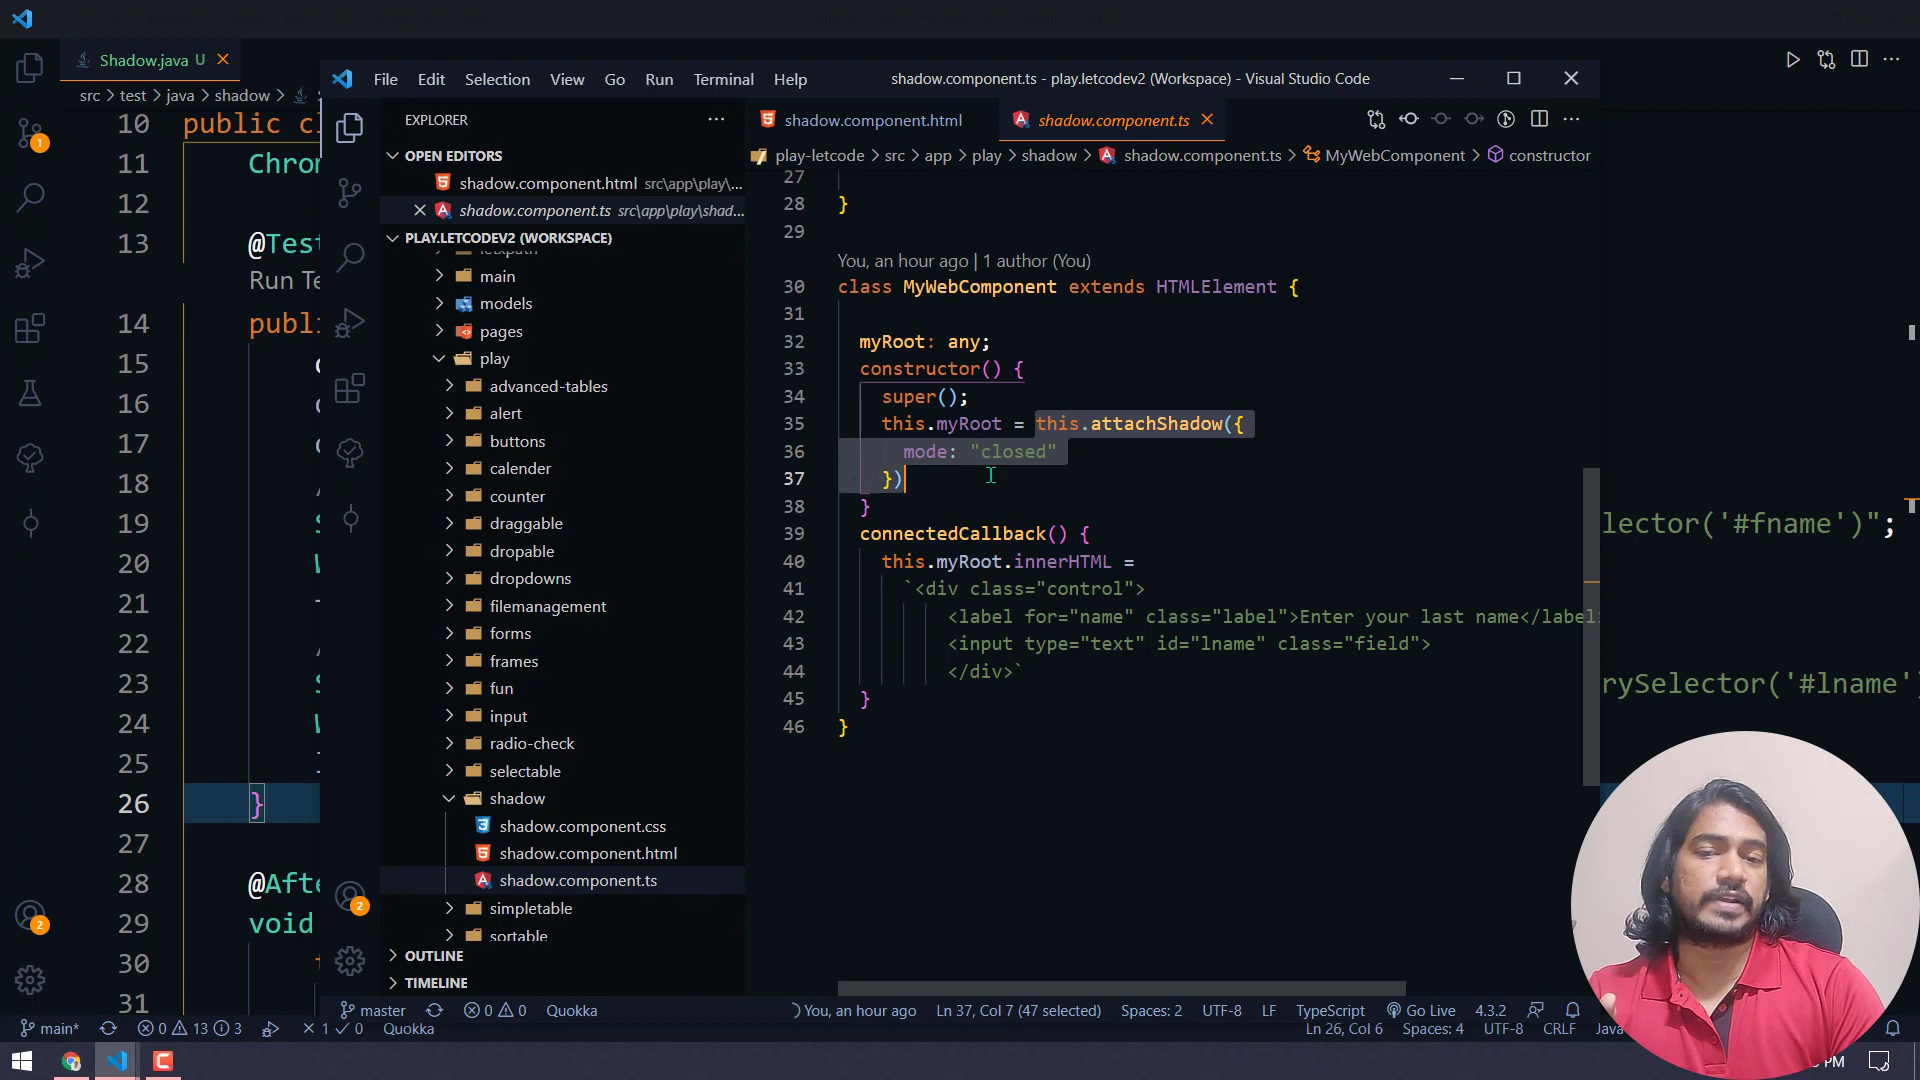 Shadow.java U
src > test > java > shadow >
10 public cl
11 Chron
12
13 @Test
Run Te
14 publi
15
16
17
18
19
20
21
22
23
24
25
26 }
27
28 @Afte
29 void
30
31
File Edit Selection View Go Run Terminal Help
shadow.component.ts - play.letcodev2 (Workspace) - Visual Studio Code
EXPLORER
OPEN EDITORS
shadow.component.html src\app\play\...
shadow.component.ts src\app\play\shad...
PLAY.LETCODEV2 (WORKSPACE)
main
models
pages
play
advanced-tables
alert
buttons
calender
counter
draggable
dropable
dropdowns
filemanagement
forms
frames
fun
input
radio-check
selectable
shadow
shadow.component.css
shadow.component.html
shadow.component.ts
simpletable
sortable
OUTLINE
TIMELINE
shadow.component.html
shadow.component.ts
play-letcode > src > app > play > shadow > shadow.component.ts > MyWebComponent > constructor
27
28 }
29
You, an hour ago | 1 author (You)
30 class MyWebComponent extends HTMLElement {
31
32 myRoot: any;
33 constructor() {
34 super();
35 this.myRoot = this.attachShadow({
36 mode: "closed"
37 })
38 }
39 connectedCallback() {
40 this.myRoot.innerHTML =
41 `<div class="control">
42 <label for="name" class="label">Enter your last name</label
43 <input type="text" id="lname" class="field">
44 </div>`
45 }
46 }
lector('#fname')";
rySelector('#lname'
master 0 0 Quokka You, an hour ago Ln 37, Col 7 (47 selected) Spaces: 2 UTF-8 LF TypeScript Go Live 4.3.2
main* 0 13 3 1 0 Quokka Ln 26, Col 6 Spaces: 4 UTF-8 CRLF Java
PM